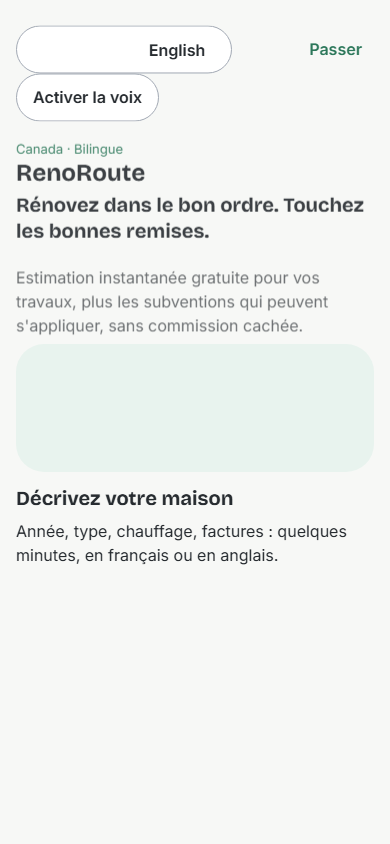 English
Passer
Activer la voix
Canada · Bilingue
RenoRoute
Rénovez dans le bon ordre. Touchez
les bonnes remises.
Estimation instantanée gratuite pour vos
travaux, plus les subventions qui peuvent
s'appliquer, sans commission cachée.
Décrivez votre maison
Année, type, chauffage, factures : quelques
minutes, en français ou en anglais.